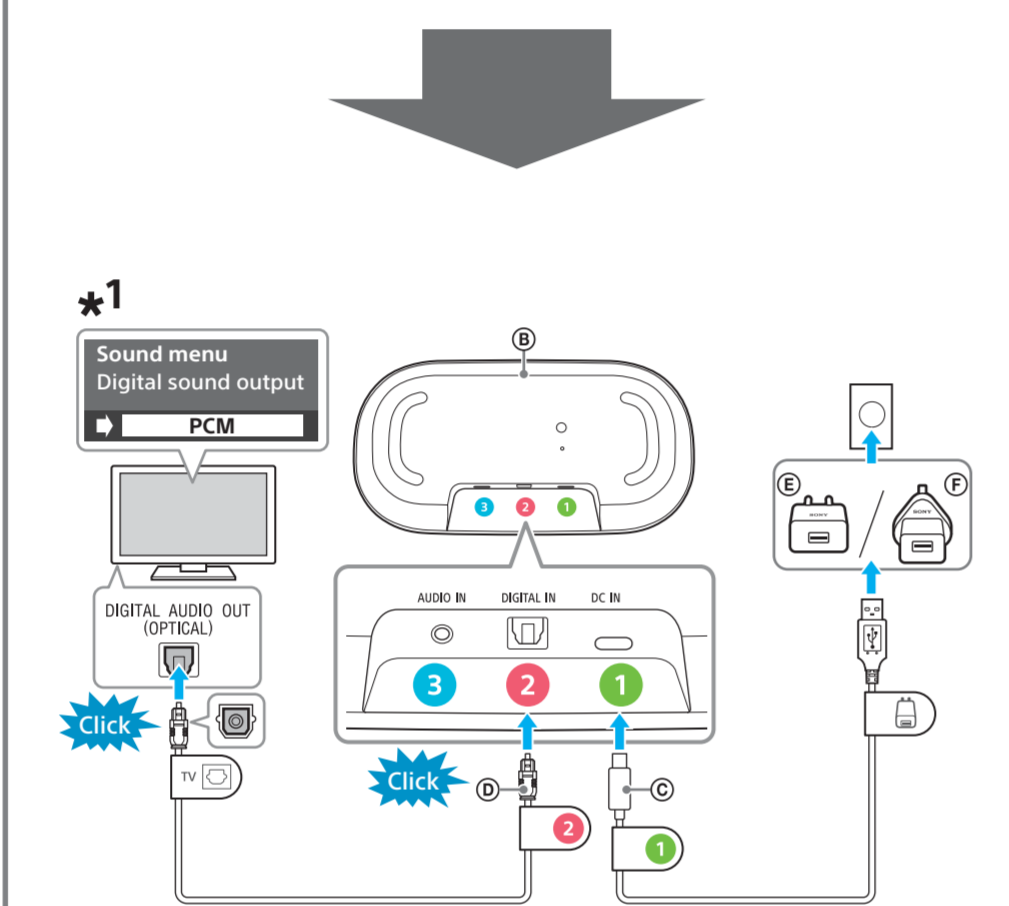 *1
Sound menu
Digital sound output
PCM
B
3 2 1
E
SONY
F
SONY
DIGITAL AUDIO OUT
(OPTICAL)
AUDIO IN
DIGITAL IN
DC IN
3
2
1
Click
TV
Click
D
2
C
1